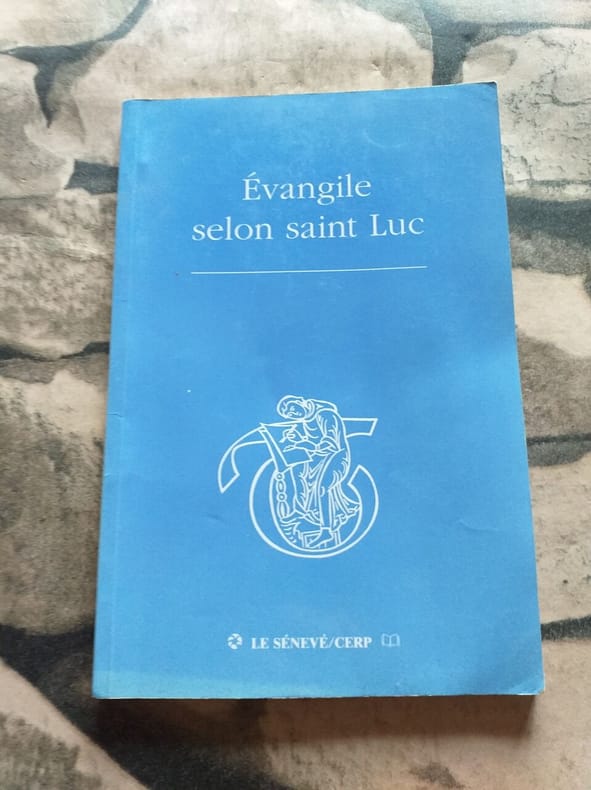 Évangile
selon saint Luc
LE SÉNEVÉ/CERP